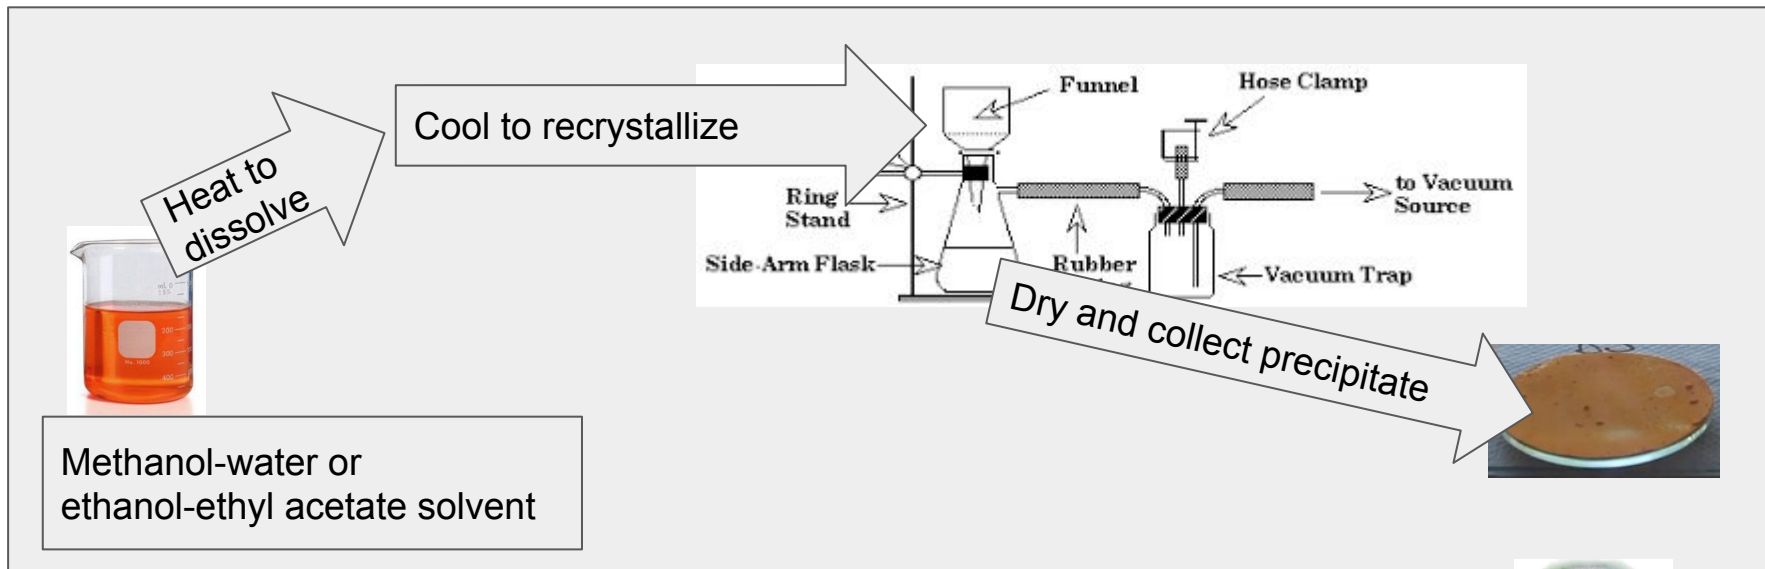 Heat to
dissolve
Cool to recrystallize
Funnel
Hose Clamp
Ring
Stand
to Vacuum
Source
Side-Arm Flask
Rubber
Vacuum Trap
Dry and collect precipitate
Methanol-water or
ethanol-ethyl acetate solvent